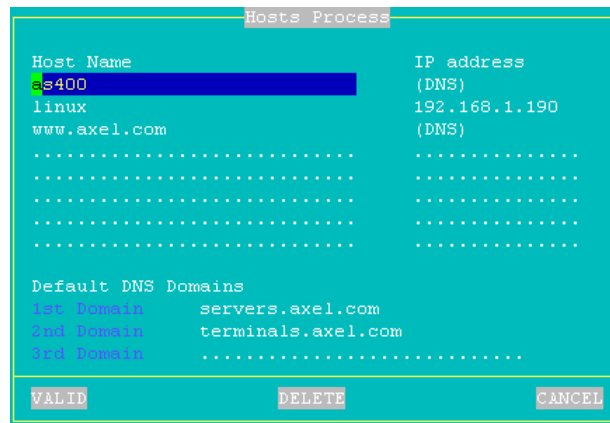 Hosts Process
Host Name IP address
as400 (DNS)
linux 192.168.1.190
www.axel.com (DNS)
............................. ...............
............................. ...............
............................. ...............
............................. ...............
............................. ...............
Default DNS Domains
1st Domain servers.axel.com
2nd Domain terminals.axel.com
3rd Domain .............................
VALID DELETE CANCEL